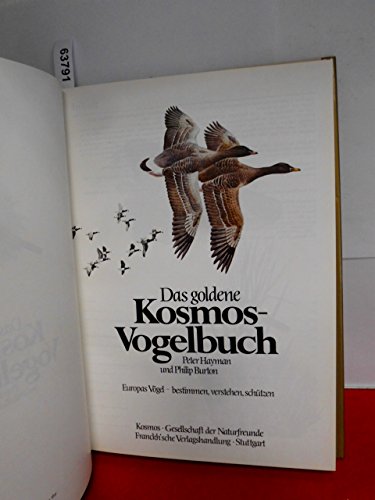 63791
Das goldene
Kosmos-
Vogelbuch
Peter Hayman
und Philip Burton
Europas Vögel – bestimmen, verstehen, schützen
Kosmos · Gesellschaft der Naturfreunde
Franckh'sche Verlagshandlung · Stuttgart